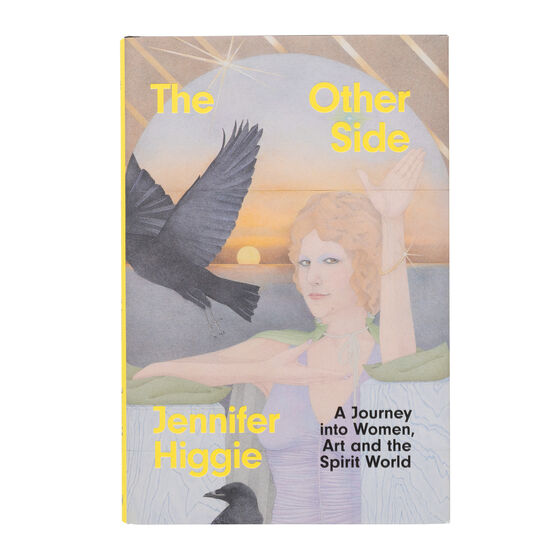 The Other
Side
Jennifer
Higgie
A Journey
into Women,
Art and the
Spirit World